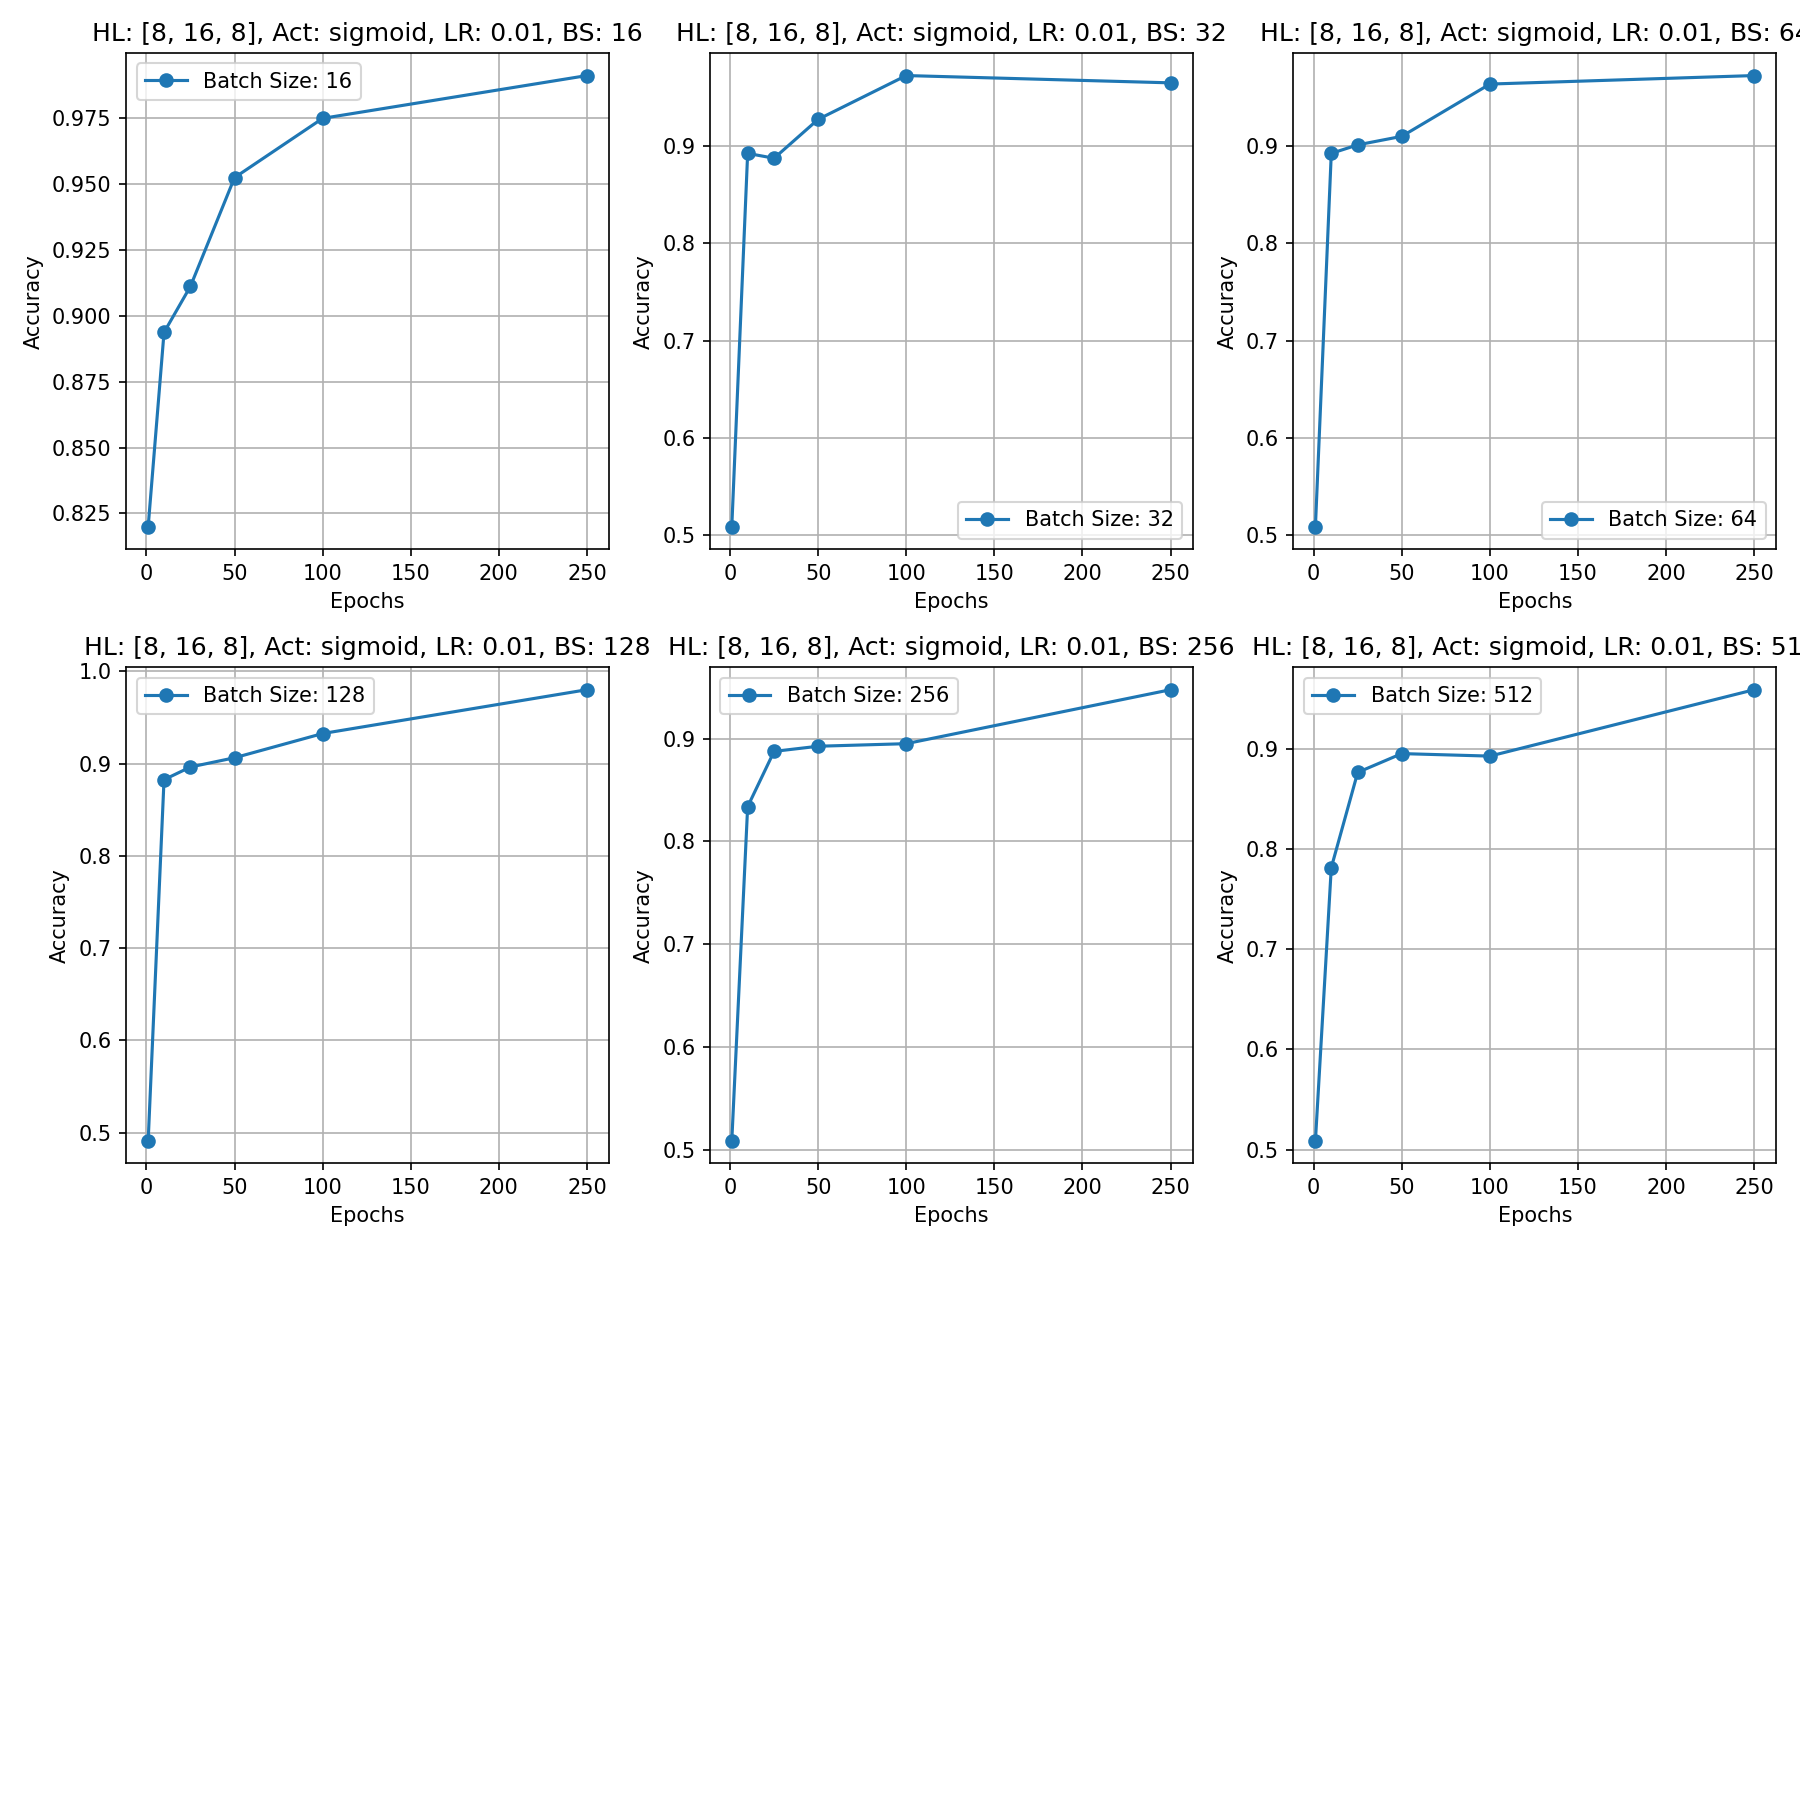 HL: [8, 16, 8], Act: sigmoid, LR: 0.01, BS: 16
Batch Size: 16
0.975
0.950
0.925
0.900
0.875
0.850
0.825
Accuracy
0 50 100 150 200 250
Epochs
HL: [8, 16, 8], Act: sigmoid, LR: 0.01, BS: 32
0.9
0.8
0.7
0.6
0.5
Accuracy
Batch Size: 32
0 50 100 150 200 250
Epochs
HL: [8, 16, 8], Act: sigmoid, LR: 0.01, BS: 64
0.9
0.8
0.7
0.6
0.5
Accuracy
Batch Size: 64
0 50 100 150 200 250
Epochs
HL: [8, 16, 8], Act: sigmoid, LR: 0.01, BS: 128
Batch Size: 128
1.0
0.9
0.8
0.7
0.6
0.5
Accuracy
0 50 100 150 200 250
Epochs
HL: [8, 16, 8], Act: sigmoid, LR: 0.01, BS: 256
Batch Size: 256
0.9
0.8
0.7
0.6
0.5
Accuracy
0 50 100 150 200 250
Epochs
HL: [8, 16, 8], Act: sigmoid, LR: 0.01, BS: 51
Batch Size: 512
0.9
0.8
0.7
0.6
0.5
Accuracy
0 50 100 150 200 250
Epochs